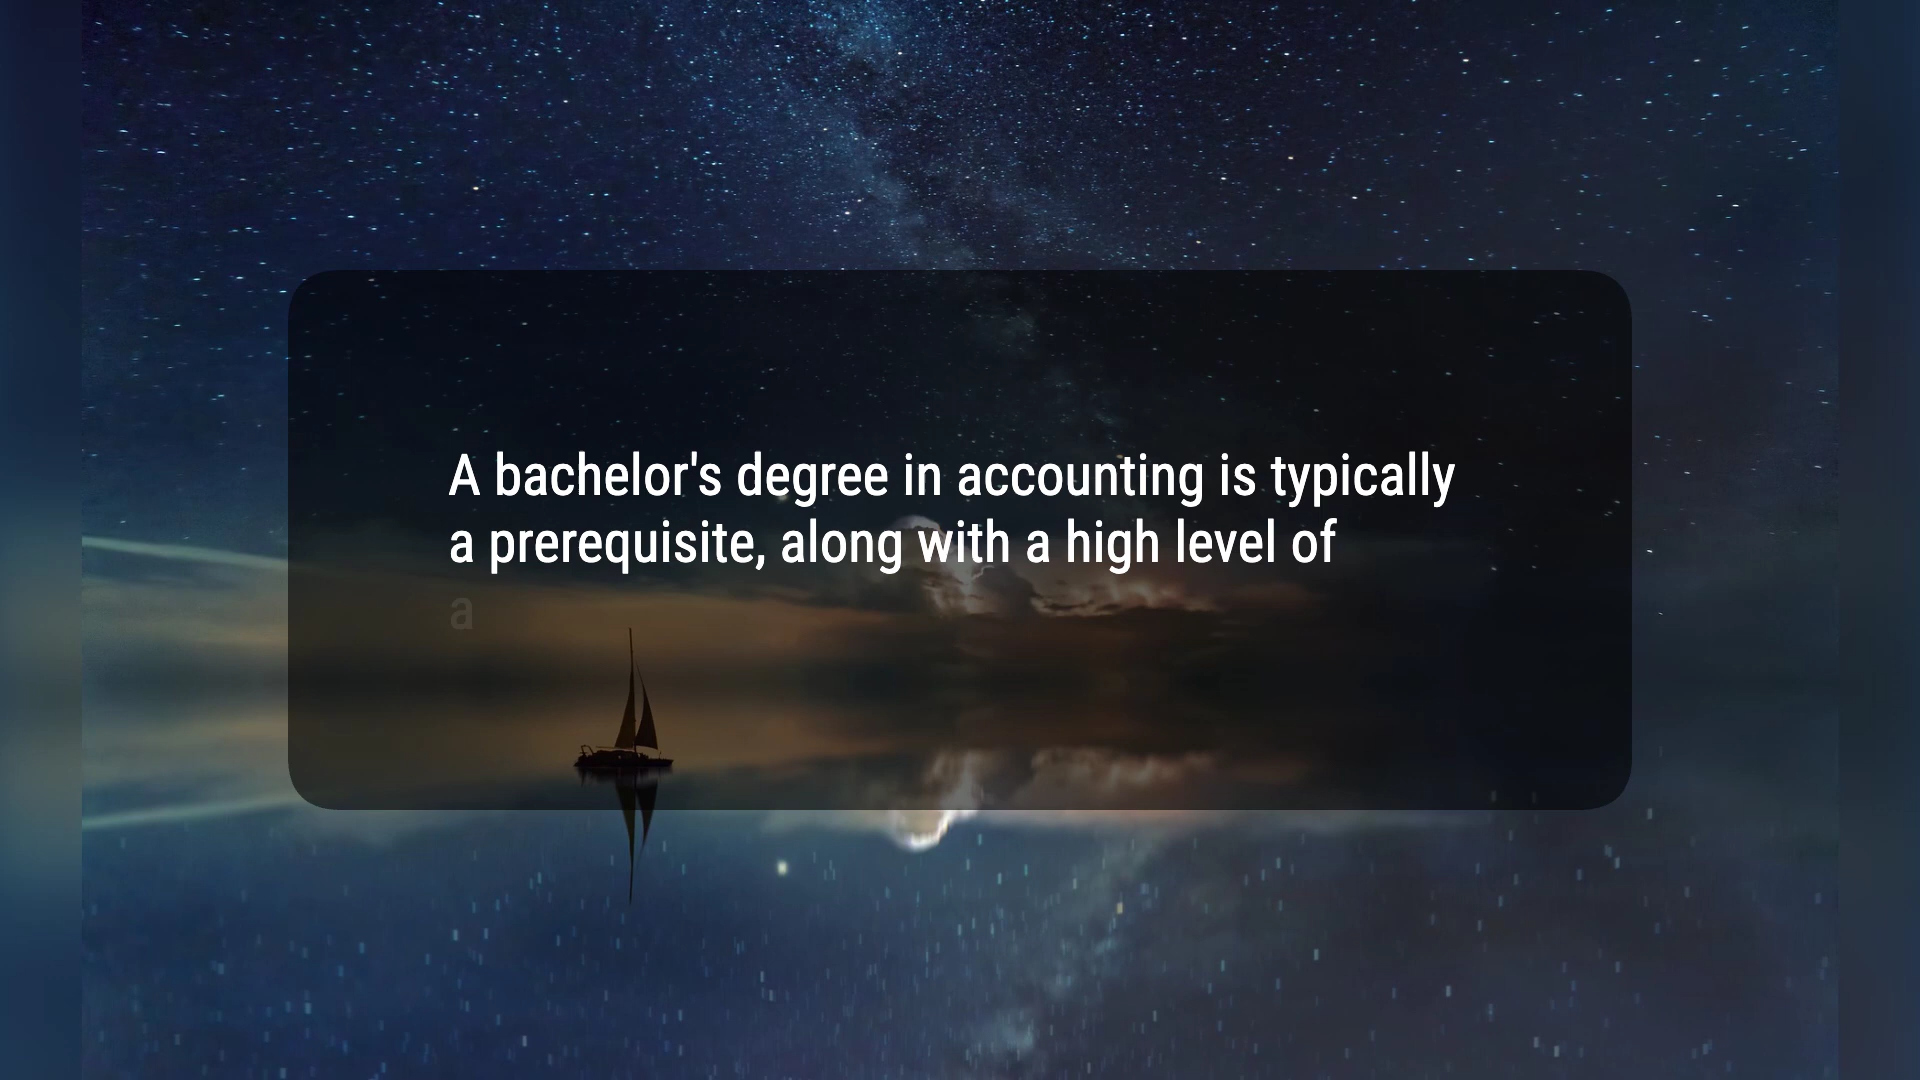 A bachelor's degree in accounting is typically
a prerequisite, along with a high level of
a